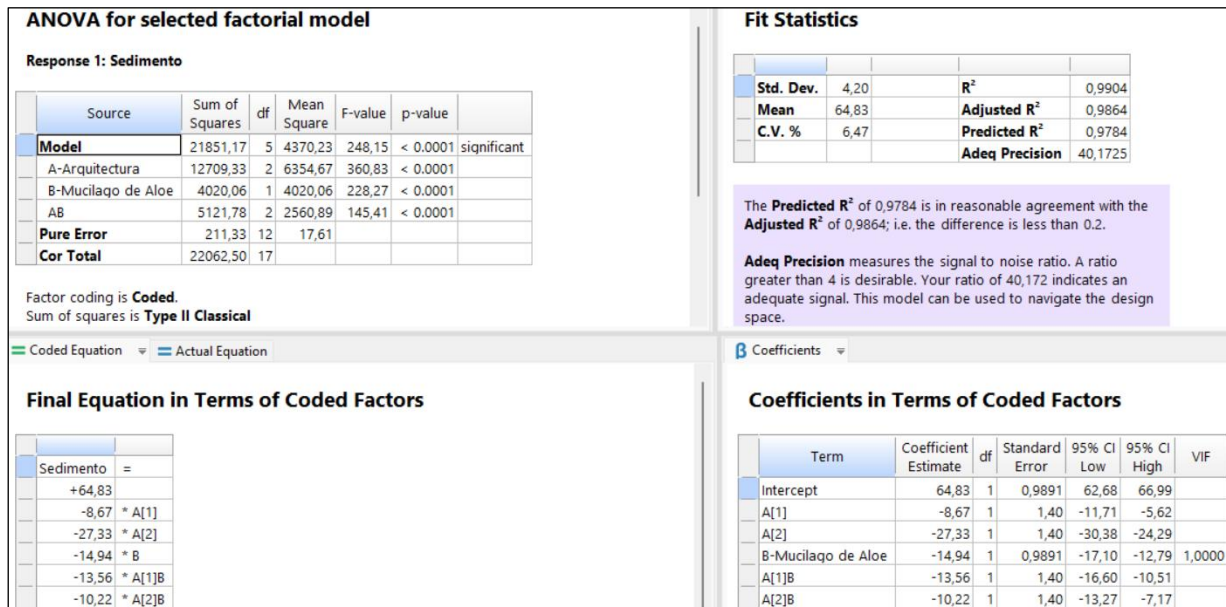 ANOVA for selected factorial model
Response 1: Sedimento
Source Sum of Squares df Mean Square F-value p-value
Model 21851,17 5 4370,23 248,15 < 0.0001 significant
A-Arquitectura 12709,33 2 6354,67 360,83 < 0.0001
B-Mucilago de Aloe 4020,06 1 4020,06 228,27 < 0.0001
AB 5121,78 2 2560,89 145,41 < 0.0001
Pure Error 211,33 12 17,61
Cor Total 22062,50 17
Factor coding is Coded.
Sum of squares is Type II Classical
Fit Statistics
Std. Dev. 4,20 R² 0,9904
Mean 64,83 Adjusted R² 0,9864
C.V. % 6,47 Predicted R² 0,9784
Adeq Precision 40,1725
The Predicted R² of 0,9784 is in reasonable agreement with the
Adjusted R² of 0,9864; i.e. the difference is less than 0.2.
Adeq Precision measures the signal to noise ratio. A ratio
greater than 4 is desirable. Your ratio of 40,172 indicates an
adequate signal. This model can be used to navigate the design
space.
Coded Equation Actual Equation
Final Equation in Terms of Coded Factors
Sedimento =
+64,83
-8,67 * A[1]
-27,33 * A[2]
-14,94 * B
-13,56 * A[1]B
-10,22 * A[2]B
β Coefficients
Coefficients in Terms of Coded Factors
Term Coefficient Estimate df Standard Error 95% CI Low 95% CI High VIF
Intercept 64,83 1 0,9891 62,68 66,99
A[1] -8,67 1 1,40 -11,71 -5,62
A[2] -27,33 1 1,40 -30,38 -24,29
B-Mucilago de Aloe -14,94 1 0,9891 -17,10 -12,79 1,0000
A[1]B -13,56 1 1,40 -16,60 -10,51
A[2]B -10,22 1 1,40 -13,27 -7,17